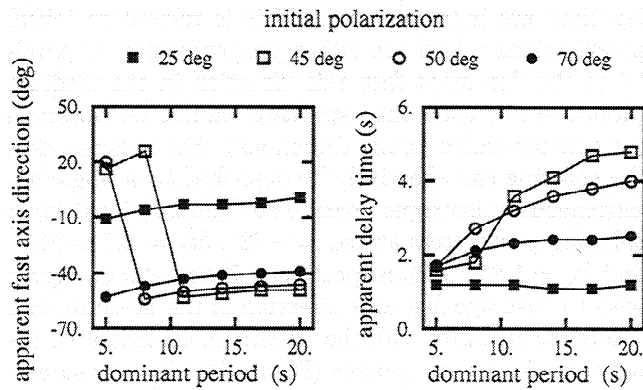 initial polarization
25 deg 45 deg 50 deg 70 deg
apparent fast axis direction (deg)
50.
20.
-10.
-40.
-70.
5. 10. 15. 20.
dominant period (s)
apparent delay time (s)
6.
4.
2.
0.
5. 10. 15. 20.
dominant period (s)